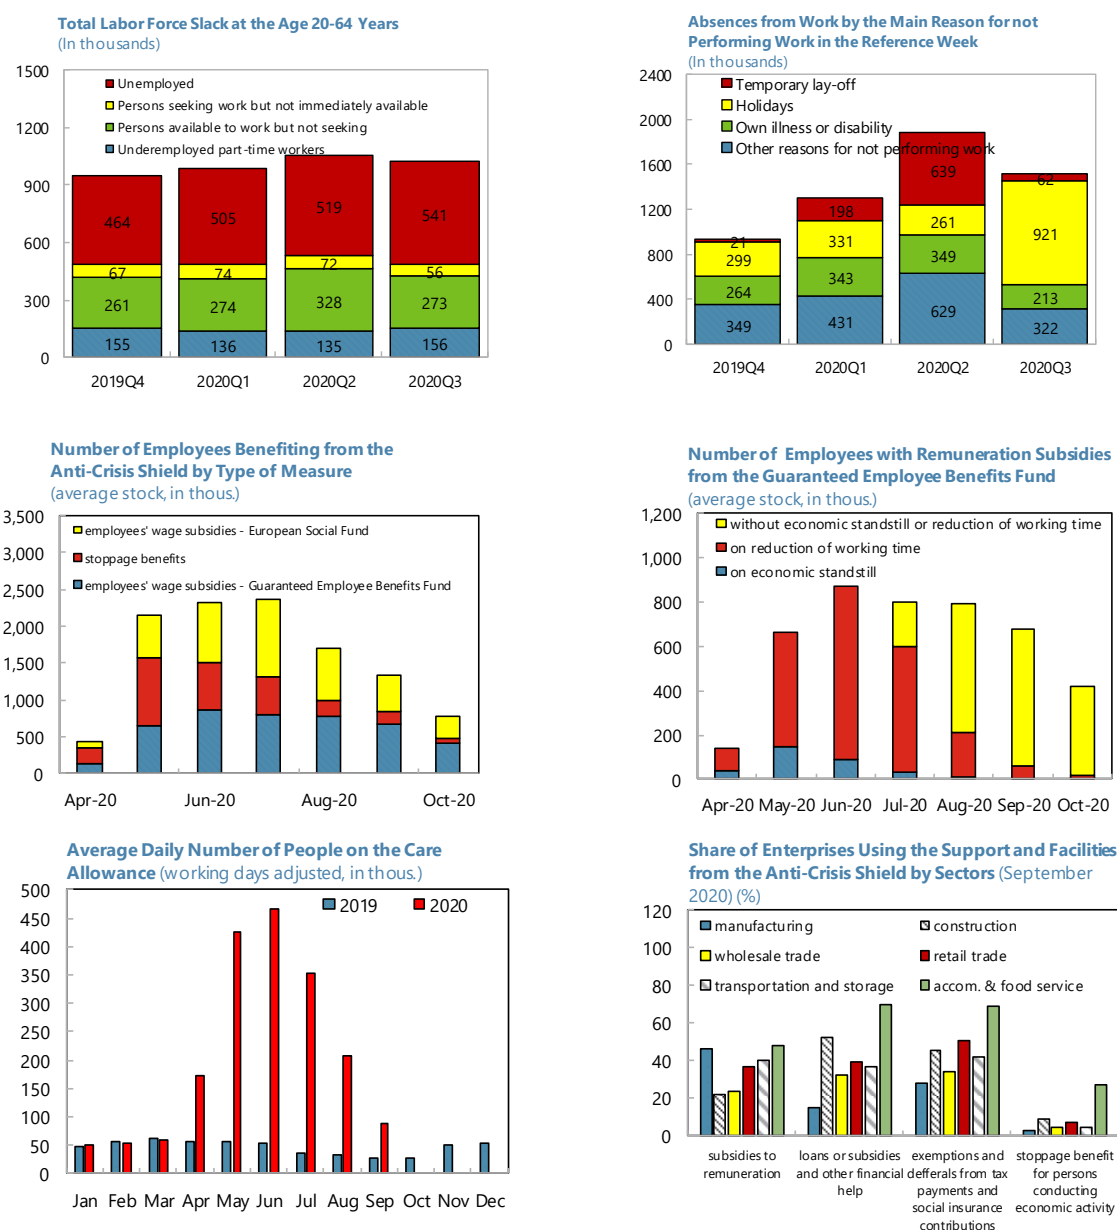 Total Labor Force Slack at the Age 20-64 Years
(In thousands)
1500
1200
900
600
300
0
Unemployed
Persons seeking work but not immediately available
Persons available to work but not seeking
Underemployed part-time workers
464
505
519
541
67
74
72
56
261
274
328
273
155
136
135
156
2019Q4
2020Q1
2020Q2
2020Q3
Absences from Work by the Main Reason for not
Performing Work in the Reference Week
(In thousands)
2400
2000
1600
1200
800
400
0
Temporary lay-off
Holidays
Own illness or disability
Other reasons for not performing work
21
198
639
62
299
331
261
921
264
343
349
213
349
431
629
322
2019Q4
2020Q1
2020Q2
2020Q3
Number of Employees Benefiting from the
Anti-Crisis Shield by Type of Measure
(average stock, in thous.)
3,500
3,000
2,500
2,000
1,500
1,000
500
0
employees' wage subsidies - European Social Fund
stoppage benefits
employees' wage subsidies - Guaranteed Employee Benefits Fund
Apr-20
Jun-20
Aug-20
Oct-20
Number of Employees with Remuneration Subsidies
from the Guaranteed Employee Benefits Fund
(average stock, in thous.)
1,200
1,000
800
600
400
200
0
without economic standstill or reduction of working time
on reduction of working time
on economic standstill
Apr-20 May-20 Jun-20 Jul-20 Aug-20 Sep-20 Oct-20
Average Daily Number of People on the Care
Allowance (working days adjusted, in thous.)
500
450
400
350
300
250
200
150
100
50
0
2019
2020
Jan Feb Mar Apr May Jun Jul Aug Sep Oct Nov Dec
Share of Enterprises Using the Support and Facilities
from the Anti-Crisis Shield by Sectors (September
2020) (%)
120
100
80
60
40
20
0
manufacturing
construction
wholesale trade
retail trade
transportation and storage
accom. & food service
subsidies to
remuneration
loans or subsidies
and other financial
help
exemptions and
defferals from tax
payments and
social insurance
contributions
stoppage benefit
for persons
conducting
economic activity